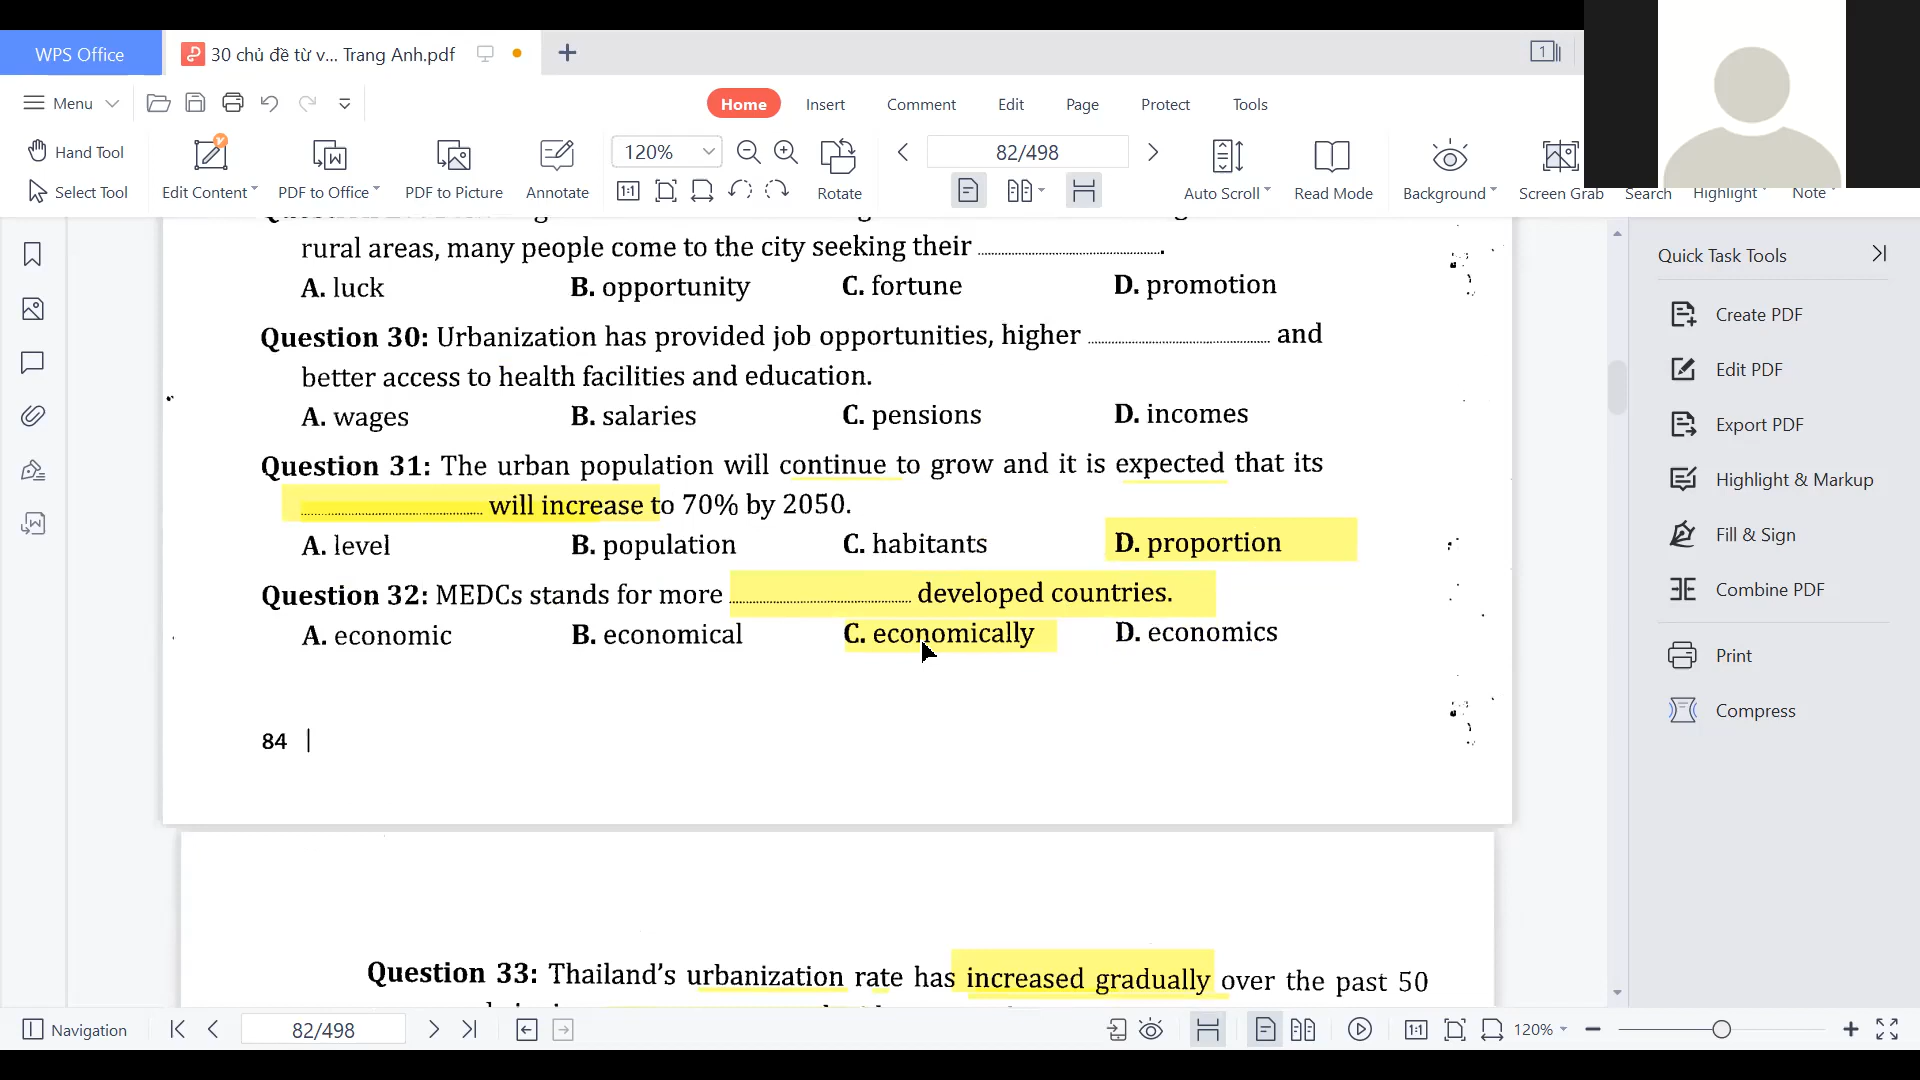 WPS Office
30 chủ đề từ v... Trang Anh.pdf
1
Menu
Home
Insert
Comment
Edit
Page
Protect
Tools
Hand Tool
Select Tool
Edit Content
PDF to Office
PDF to Picture
Annotate
120%
1:1
Rotate
82/498
Auto Scroll
Read Mode
Background
Screen Grab
Search
Highlight
Note
rural areas, many people come to the city seeking their .............................................
A. luck B. opportunity C. fortune D. promotion
Question 30: Urbanization has provided job opportunities, higher ............................................. and
better access to health facilities and education.
A. wages B. salaries C. pensions D. incomes
Question 31: The urban population will continue to grow and it is expected that its
............................................. will increase to 70% by 2050.
A. level B. population C. habitants D. proportion
Question 32: MEDCs stands for more ............................................. developed countries.
A. economic B. economical C. economically D. economics
84 |
Question 33: Thailand's urbanization rate has increased gradually over the past 50
Quick Task Tools
Create PDF
Edit PDF
Export PDF
Highlight & Markup
Fill & Sign
Combine PDF
Print
Compress
Navigation
82/498
1:1
120%